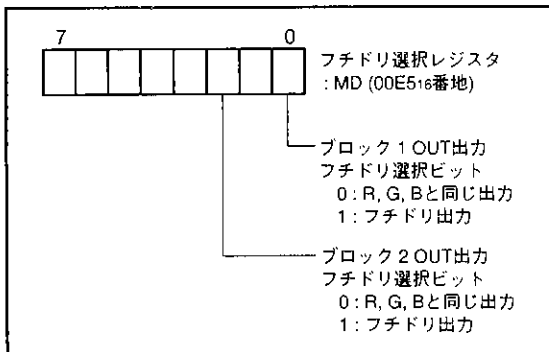 7 0
フチドリ選択レジスタ
: MD (00E516番地)
ブロック 1 OUT出力
フチドリ選択ビット
0 : R, G, Bと同じ出力
1 : フチドリ出力
ブロック 2 OUT出力
フチドリ選択ビット
0 : R, G, Bと同じ出力
1 : フチドリ出力